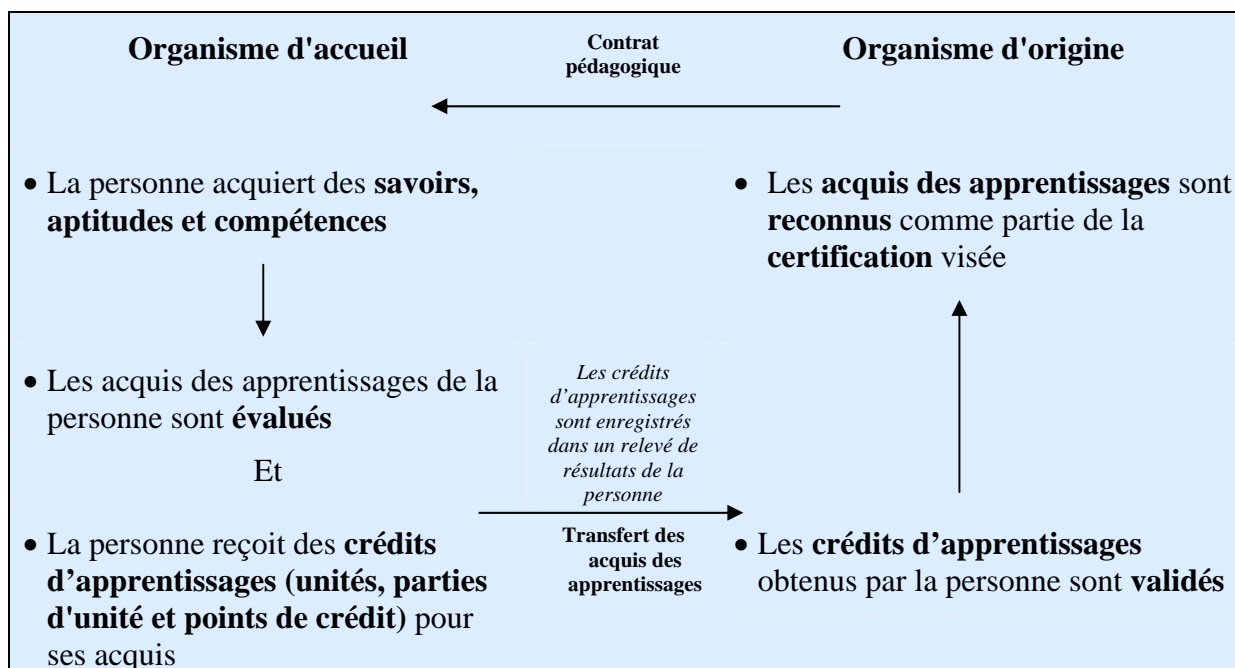 Organisme d'accueil
Contrat
pédagogique
Organisme d'origine
• La personne acquiert des savoirs,
aptitudes et compétences
• Les acquis des apprentissages sont
reconnus comme partie de la
certification visée
• Les acquis des apprentissages de la
personne sont évalués
Et
Les crédits
d’apprentissages
sont enregistrés
dans un relevé de
résultats de la
personne
Transfert des
acquis des
apprentissages
• La personne reçoit des crédits
d’apprentissages (unités, parties
d'unité et points de crédit) pour
ses acquis
• Les crédits d’apprentissages
obtenus par la personne sont validés